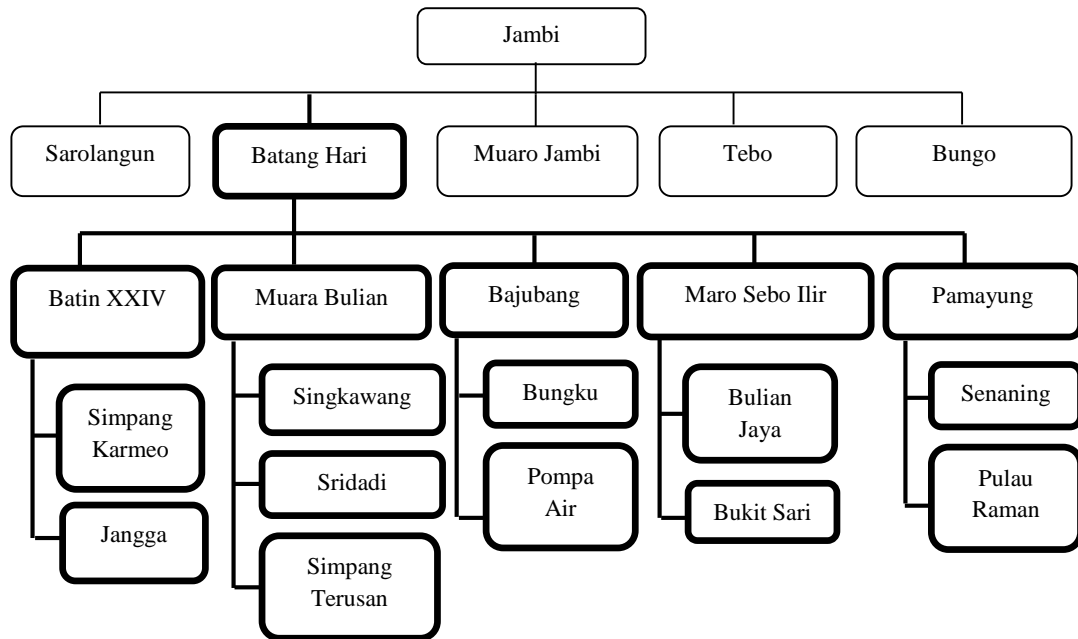 Jambi
Sarolangun
Batang Hari
Muaro Jambi
Tebo
Bungo
Batin XXIV
Muara Bulian
Bajubang
Maro Sebo Ilir
Pamayung
Simpang
Karmeo
Jangga
Singkawang
Sridadi
Simpang
Terusan
Bungku
Pompa
Air
Bulian
Jaya
Bukit Sari
Senaning
Pulau
Raman